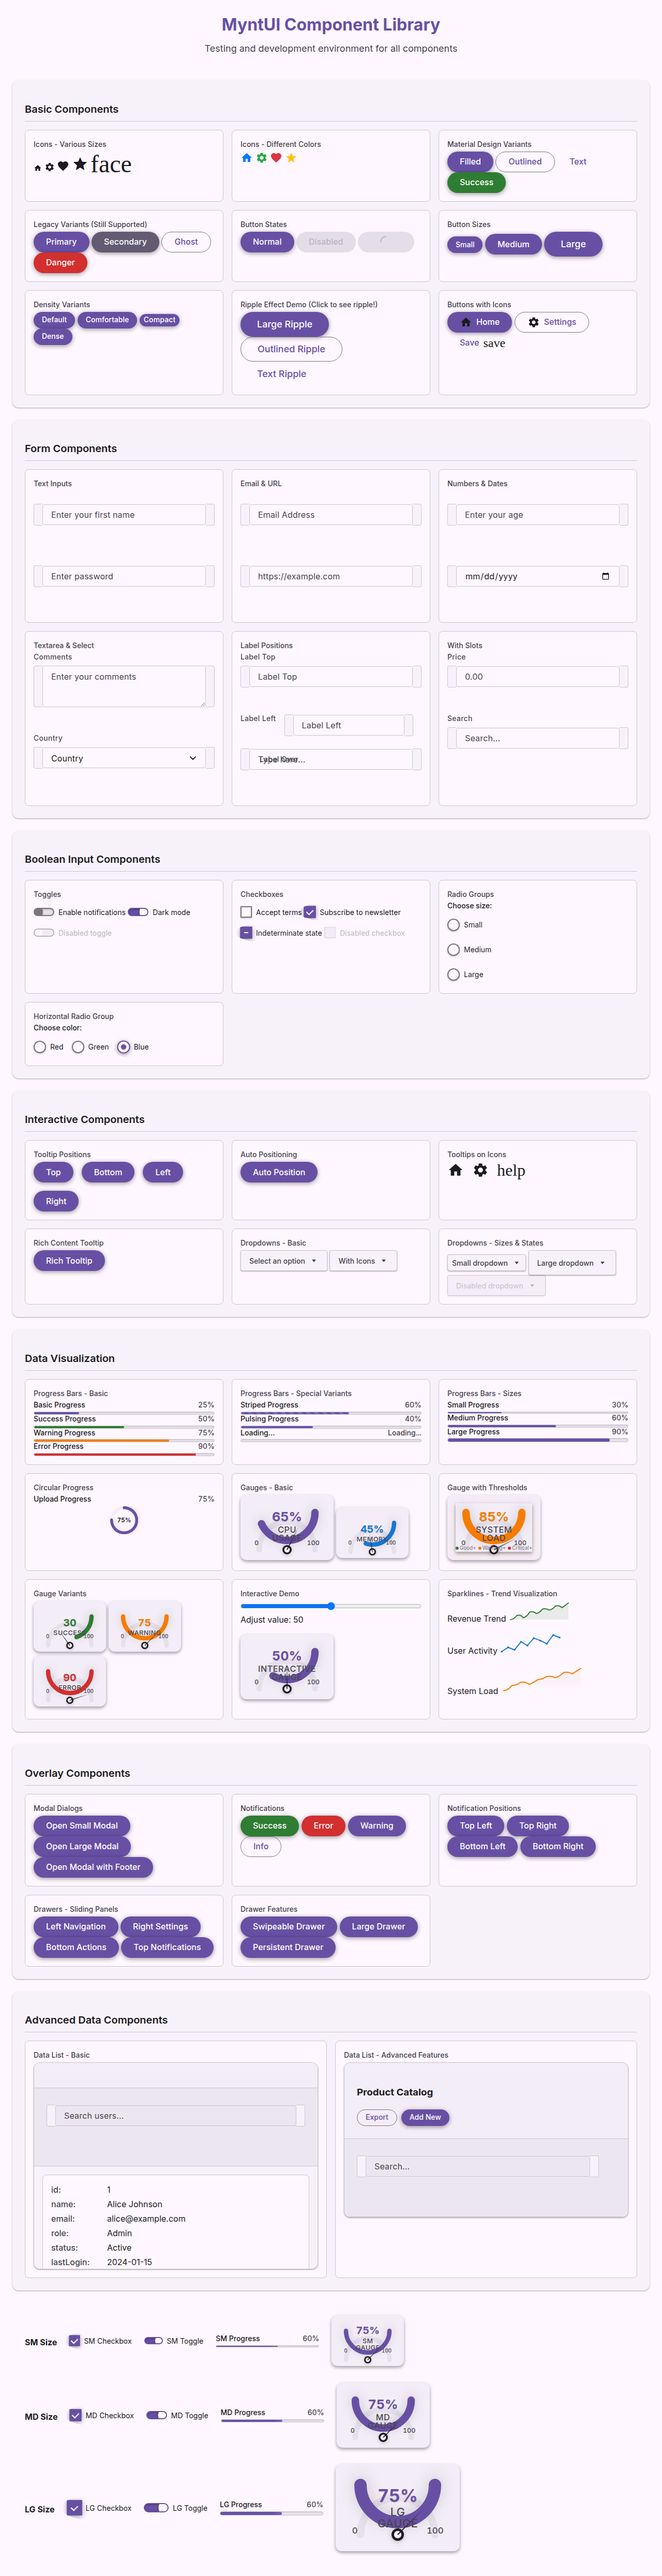 MyntUI Component Library
Testing and development environment for all components
Basic Components
Icons - Various Sizes
face
Icons - Different Colors
Material Design Variants
Filled Outlined Text
Success
Legacy Variants (Still Supported)
Primary Secondary Ghost
Danger
Button States
Normal Disabled
Button Sizes
Small Medium Large
Density Variants
Default Comfortable Compact
Dense
Ripple Effect Demo (Click to see ripple!)
Large Ripple
Outlined Ripple
Text Ripple
Buttons with Icons
Home Settings
Save save
Form Components
Text Inputs
Enter your first name
Enter password
Email & URL
Email Address
https://example.com
Numbers & Dates
Enter your age
mm/dd/yyyy
Textarea & Select
Comments
Enter your comments
Country
Country
Label Positions
Label Top
Label Top
Label Left Label Left
With Slots
Price
0.00
Search
Search...
Boolean Input Components
Toggles
Enable notifications Dark mode
Disabled toggle
Checkboxes
Accept terms Subscribe to newsletter
Indeterminate state Disabled checkbox
Radio Groups
Choose size:
Small
Medium
Large
Horizontal Radio Group
Choose color:
Red Green Blue
Interactive Components
Tooltip Positions
Top Bottom Left
Right
Auto Positioning
Auto Position
Tooltips on Icons
help
Rich Content Tooltip
Rich Tooltip
Dropdowns - Basic
Select an option With Icons
Dropdowns - Sizes & States
Small dropdown Large dropdown
Disabled dropdown
Data Visualization
Progress Bars - Basic
Basic Progress 25%
Success Progress 50%
Warning Progress 75%
Error Progress 90%
Progress Bars - Special Variants
Striped Progress 60%
Pulsing Progress 40%
Loading... Loading...
Progress Bars - Sizes
Small Progress 30%
Medium Progress 60%
Large Progress 90%
Circular Progress
Upload Progress 75%
75%
Gauges - Basic
65%
CPU
0 100
45%
MEMORY
0 100
Gauge with Thresholds
85%
SYSTEM
LOAD
0 100
Gauge Variants
30
SUCCESS
0 100
75
WARNING
0 100
90
ERROR
0 100
Interactive Demo
Adjust value: 50
50%
INTERACTIVE
0 100
Sparklines - Trend Visualization
Revenue Trend
User Activity
System Load
Overlay Components
Modal Dialogs
Open Small Modal
Open Large Modal
Open Modal with Footer
Notifications
Success Error Warning
Info
Notification Positions
Top Left Top Right
Bottom Left Bottom Right
Drawers - Sliding Panels
Left Navigation Right Settings
Bottom Actions Top Notifications
Drawer Features
Swipeable Drawer Large Drawer
Persistent Drawer
Advanced Data Components
Data List - Basic
Search users...
id: 1
name: Alice Johnson
email: alice@example.com
role: Admin
status: Active
lastLogin: 2024-01-15
Data List - Advanced Features
Product Catalog
Export Add New
Search...
SM Size SM Checkbox SM Toggle SM Progress 60%
75%
SM
GAUGE
0 100
MD Size MD Checkbox MD Toggle MD Progress 60%
75%
MD
GAUGE
0 100
LG Size LG Checkbox LG Toggle LG Progress 60%
75%
LG
GAUGE
0 100